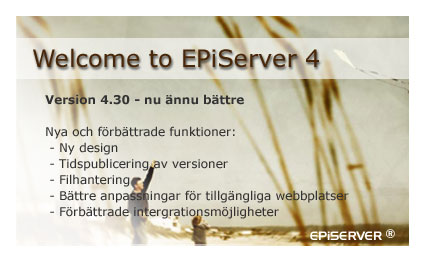 Welcome to EPiServer 4
Version 4.30 - nu ännu bättre
Nya och förbättrade funktioner:
- Ny design
- Tidspublicering av versioner
- Filhantering
- Bättre anpassningar för tillgängliga webbplatser
- Förbättrade intergrationsmöjligheter
EPiSERVER ®